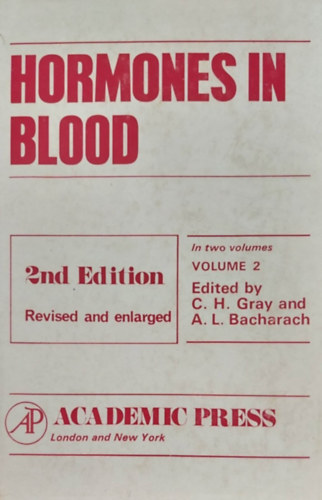 HORMONES IN
BLOOD
2nd Edition
Revised and enlarged
In two volumes
VOLUME 2
Edited by
C. H. Gray and
A. L. Bacharach
AP
ACADEMIC PRESS
London and New York